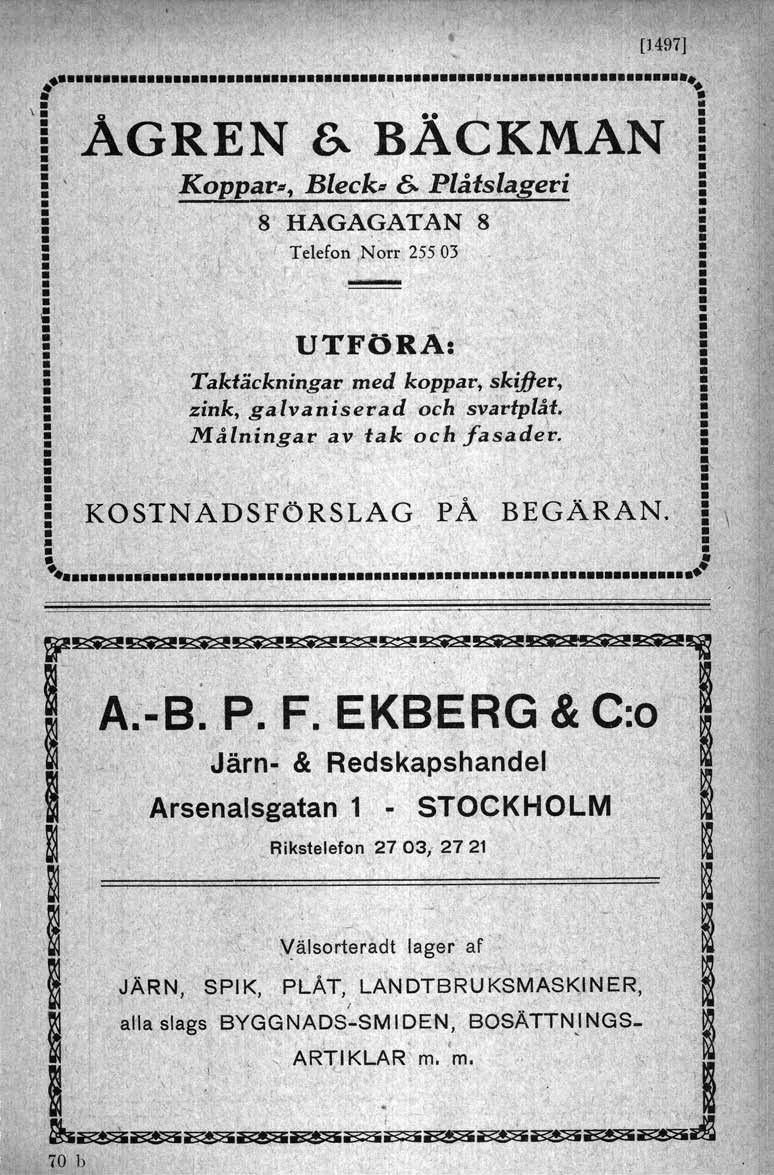 [1497]
ÅGREN & BÄCKMAN
Koppar-, Bleck- & Plåtslageri
8 HAGAGATAN 8
Telefon Norr 255 03
UTFÖRA:
Taktäckningar med koppar, skiffer,
zink, galvaniserad och svartplåt.
Målningar av tak och fasader.
KOSTNADSFÖRSLAG PÅ BEGÄRAN.
A.-B. P. F. EKBERG & C:o
Järn- & Redskapshandel
Arsenalsgatan 1 - STOCKHOLM
Rikstelefon 27 03, 27 21
Välsorteradt lager af
JÄRN, SPIK, PLÅT, LANDTBRUKSMASKINER,
alla slags BYGGNADS-SMIDEN, BOSÄTTNINGS-
ARTIKLAR m. m.
70 b